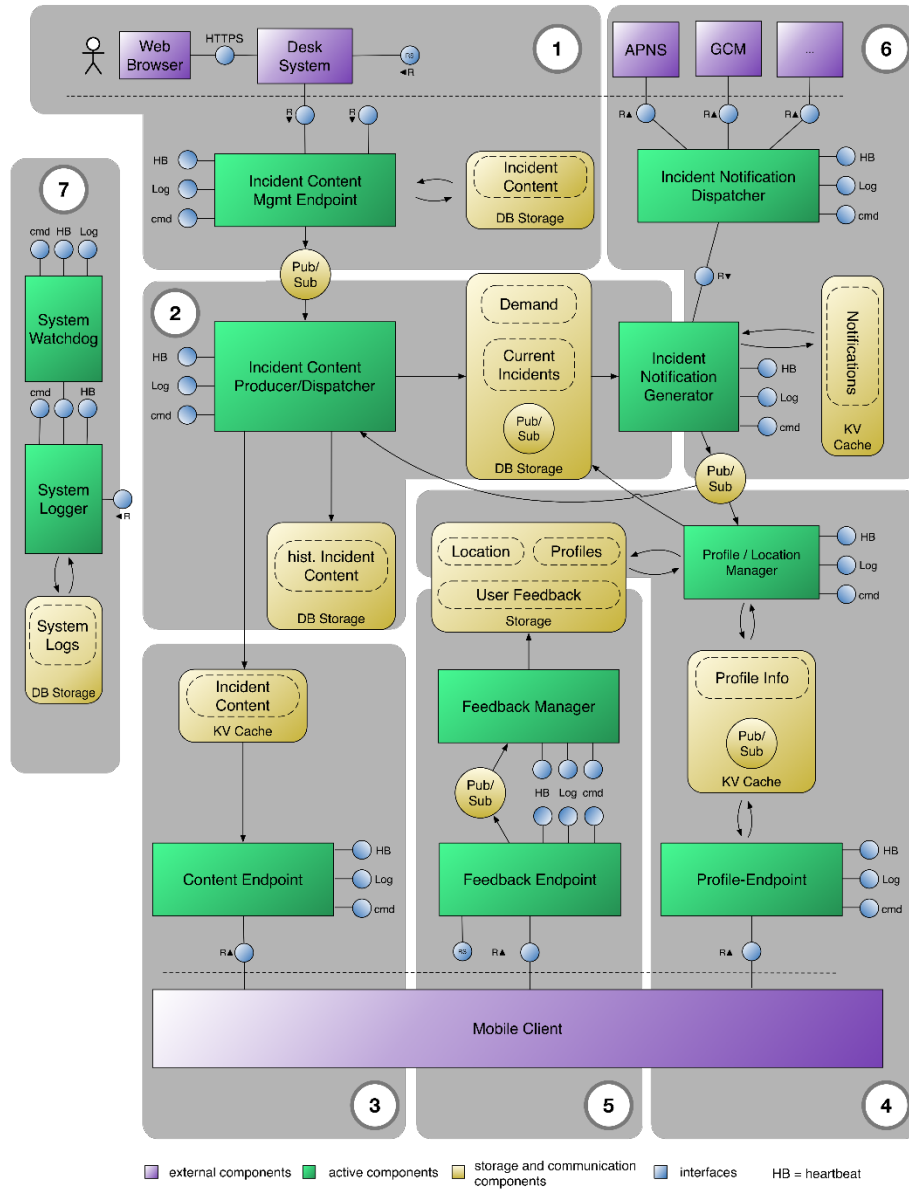 HTTPS
Web
Browser
Desk
System
RS
◄R
1
APNS
GCM
...
6
R
▼
R
▼
R▲
R▲
R▲
HB
Log
cmd
Incident Content
Mgmt Endpoint
Incident
Content
DB Storage
Incident Notification
Dispatcher
HB
Log
cmd
7
cmd
HB
Log
System
Watchdog
cmd
HB
System
Logger
◄R
System
Logs
DB Storage
Pub/
Sub
R▼
2
HB
Log
cmd
Incident Content
Producer/Dispatcher
Demand
Current
Incidents
Pub/
Sub
DB Storage
Incident
Notification
Generator
HB
Log
cmd
Notifications
KV
Cache
Pub/
Sub
hist. Incident
Content
DB Storage
Location
Profiles
User Feedback
Storage
Profile / Location
Manager
HB
Log
cmd
Incident
Content
KV Cache
Feedback Manager
Profile Info
Pub/
Sub
KV Cache
Pub/
Sub
HB
Log
cmd
Content Endpoint
HB
Log
cmd
Feedback Endpoint
Profile-Endpoint
HB
Log
cmd
R▲
RS
R▲
R▲
Mobile Client
3
5
4
external components
active components
storage and communication
components
interfaces
HB = heartbeat